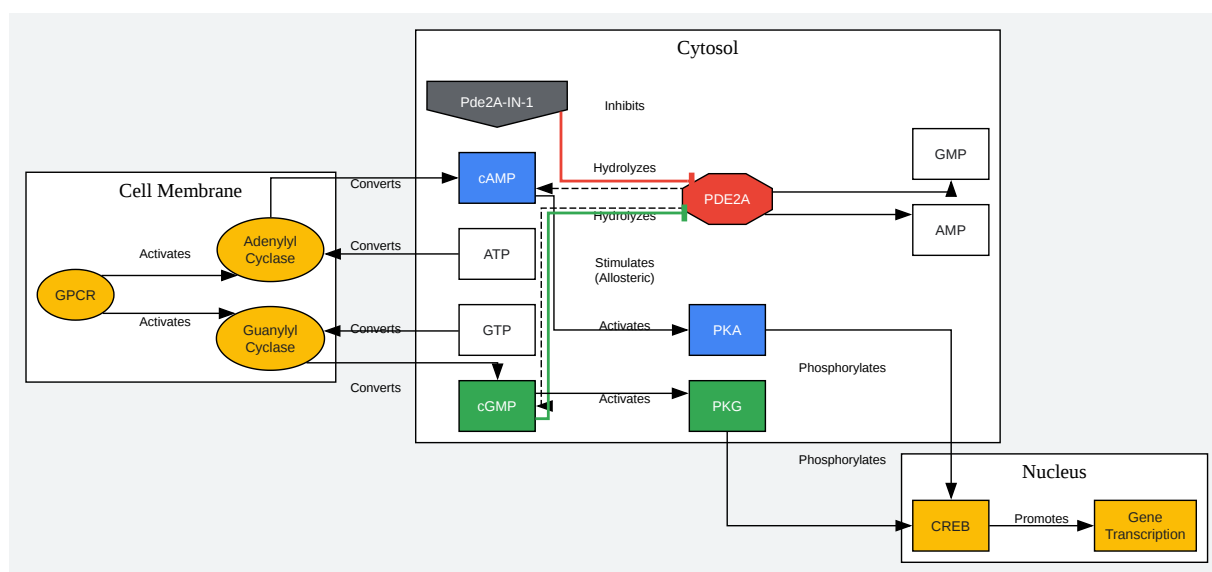 Cytosol
Pde2A-IN-1
Inhibits
GMP
Hydrolyzes
cAMP
Converts
Cell Membrane
PDE2A
Hydrolyzes
AMP
Adenylyl
Cyclase
Activates
Converts
ATP
Stimulates
(Allosteric)
GPCR
Activates
Guanylyl
Cyclase
Converts
GTP
Activates
PKA
Phosphorylates
Converts
cGMP
Activates
PKG
Phosphorylates
Nucleus
CREB
Promotes
Gene
Transcription